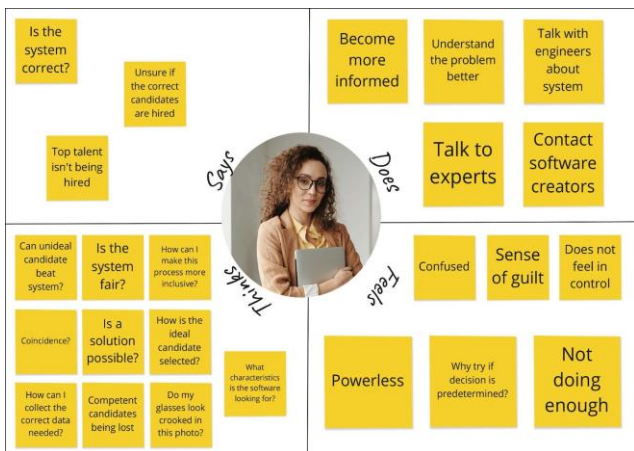 Is the
system
correct?
Unsure if
the correct
candidates
are hired
Top talent
isn't being
hired
Says
Become
more
informed
Understand
the problem
better
Talk with
engineers
about
system
Talk to
experts
Contact
software
creators
Does
Thinks
Can unideal
candidate
beat
system?
Is the
system
fair?
How can I
make this
process more
inclusive?
Coincidence?
Is a
solution
possible?
How is the
ideal
candidate
selected?
What
characteristics
is the software
looking for?
How can I
collect the
correct data
needed?
Competent
candidates
being lost
Do my
glasses look
crooked in
this photo?
Feels
Confused
Sense
of guilt
Does not
feel in
control
Powerless
Why try if
decision is
predetermined?
Not
doing
enough